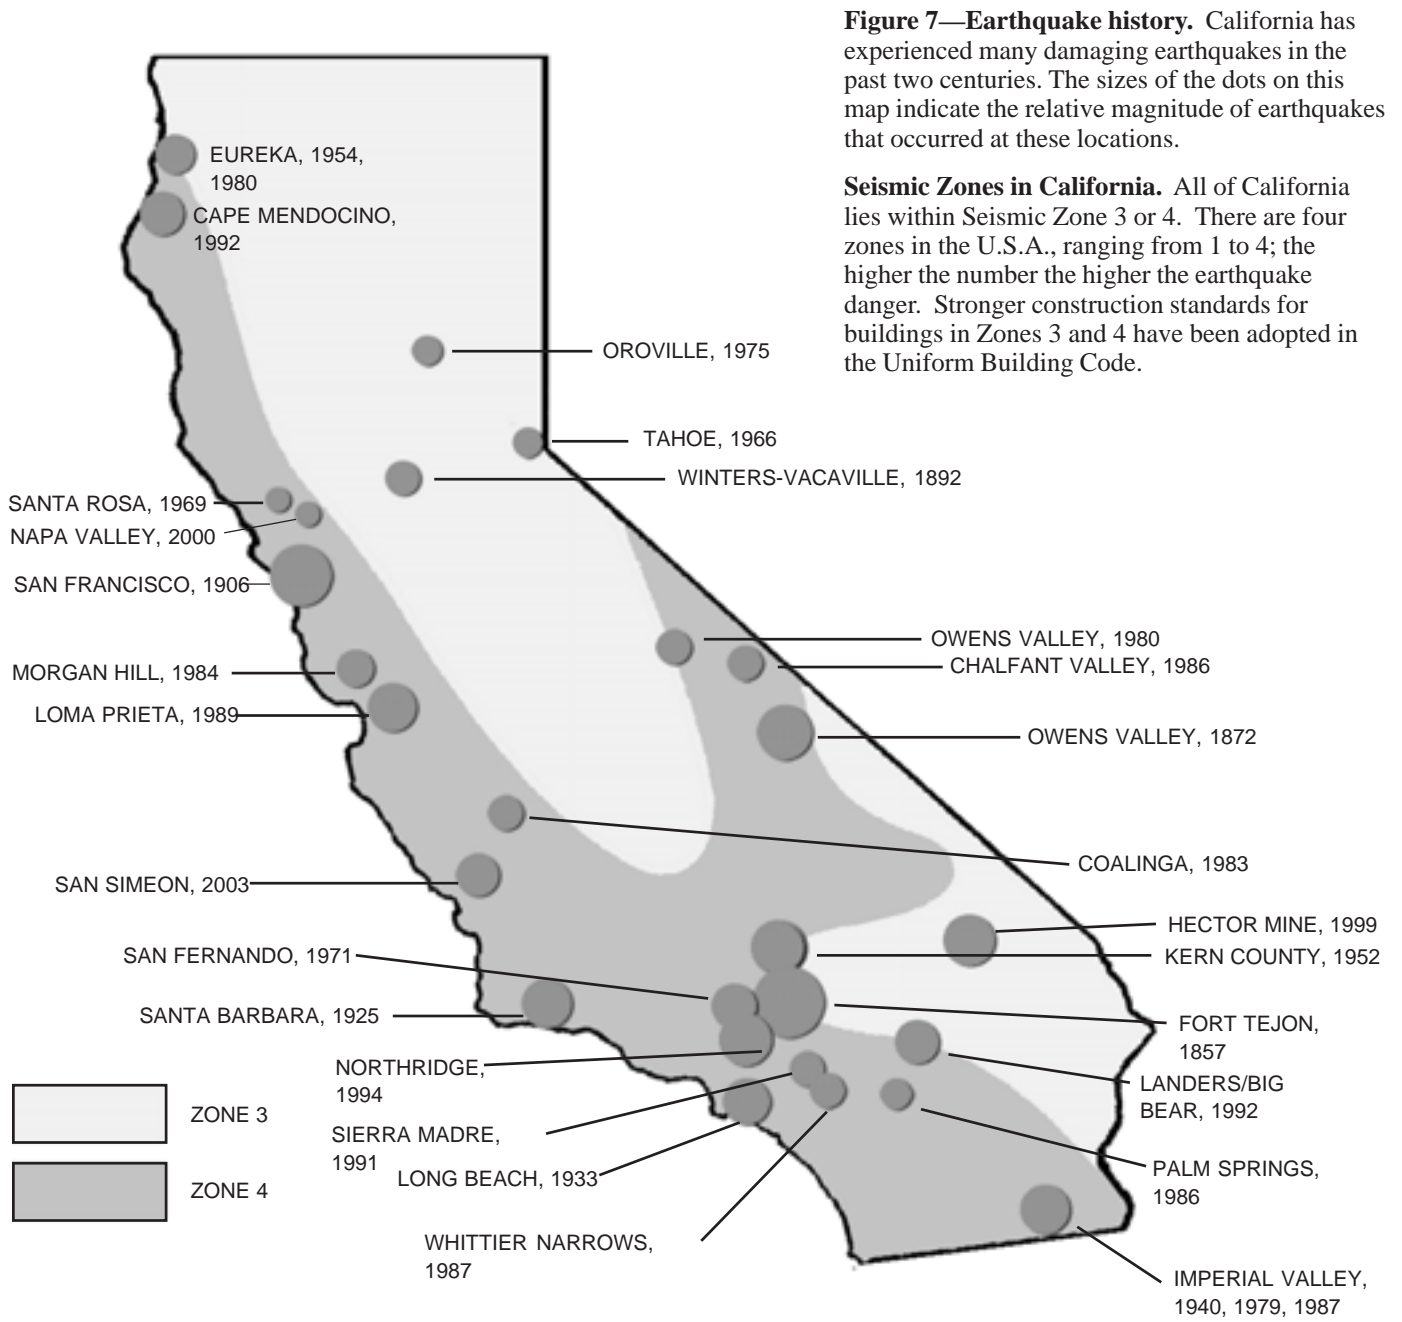 Figure 7—Earthquake history. California has
experienced many damaging earthquakes in the
past two centuries. The sizes of the dots on this
map indicate the relative magnitude of earthquakes
that occurred at these locations.
Seismic Zones in California. All of California
lies within Seismic Zone 3 or 4. There are four
zones in the U.S.A., ranging from 1 to 4; the
higher the number the higher the earthquake
danger. Stronger construction standards for
buildings in Zones 3 and 4 have been adopted in
the Uniform Building Code.
EUREKA, 1954,
1980
CAPE MENDOCINO,
1992
OROVILLE, 1975
TAHOE, 1966
WINTERS-VACAVILLE, 1892
SANTA ROSA, 1969
NAPA VALLEY, 2000
SAN FRANCISCO, 1906
OWENS VALLEY, 1980
CHALFANT VALLEY, 1986
MORGAN HILL, 1984
LOMA PRIETA, 1989
OWENS VALLEY, 1872
COALINGA, 1983
SAN SIMEON, 2003
HECTOR MINE, 1999
KERN COUNTY, 1952
SAN FERNANDO, 1971
SANTA BARBARA, 1925
FORT TEJON,
1857
NORTHRIDGE,
1994
LANDERS/BIG
BEAR, 1992
ZONE 3
SIERRA MADRE,
1991
LONG BEACH, 1933
PALM SPRINGS,
1986
ZONE 4
WHITTIER NARROWS,
1987
IMPERIAL VALLEY,
1940, 1979, 1987